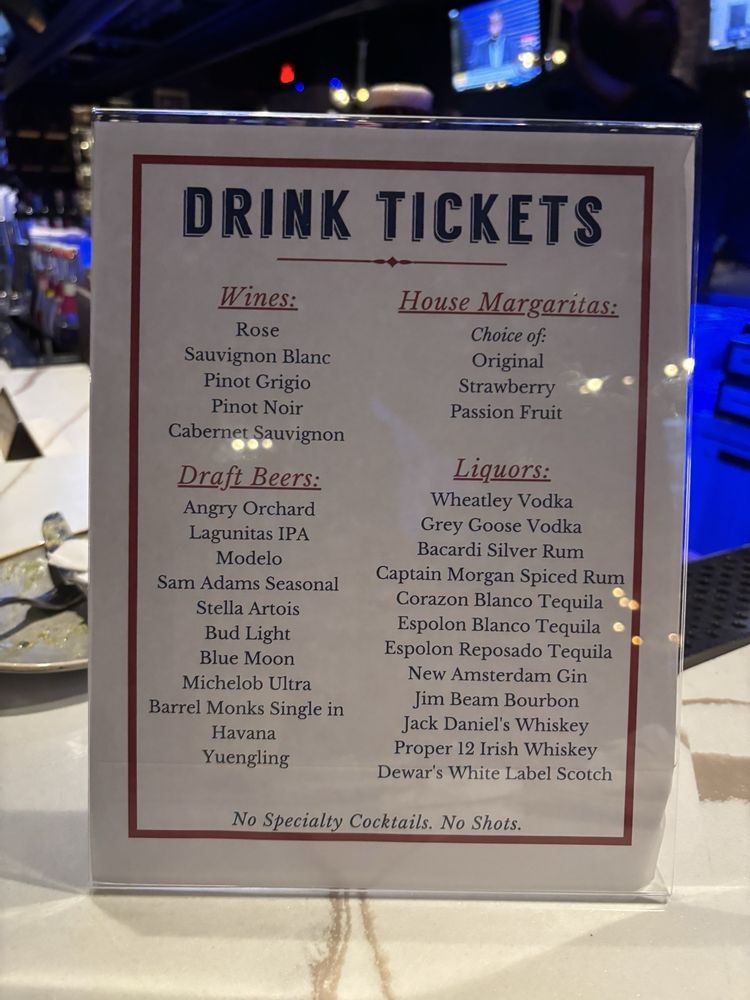 DRINK TICKETS
Wines:
Rose
Sauvignon Blanc
Pinot Grigio
Pinot Noir
Cabernet Sauvignon
Draft Beers:
Angry Orchard
Lagunitas IPA
Modelo
Sam Adams Seasonal
Stella Artois
Bud Light
Blue Moon
Michelob Ultra
Barrel Monks Single in
Havana
Yuengling
House Margaritas:
Choice of:
Original
Strawberry
Passion Fruit
Liquors:
Wheatley Vodka
Grey Goose Vodka
Bacardi Silver Rum
Captain Morgan Spiced Rum
Corazon Blanco Tequila
Espolon Blanco Tequila
Espolon Reposado Tequila
New Amsterdam Gin
Jim Beam Bourbon
Jack Daniel's Whiskey
Proper 12 Irish Whiskey
Dewar's White Label Scotch
No Specialty Cocktails. No Shots.